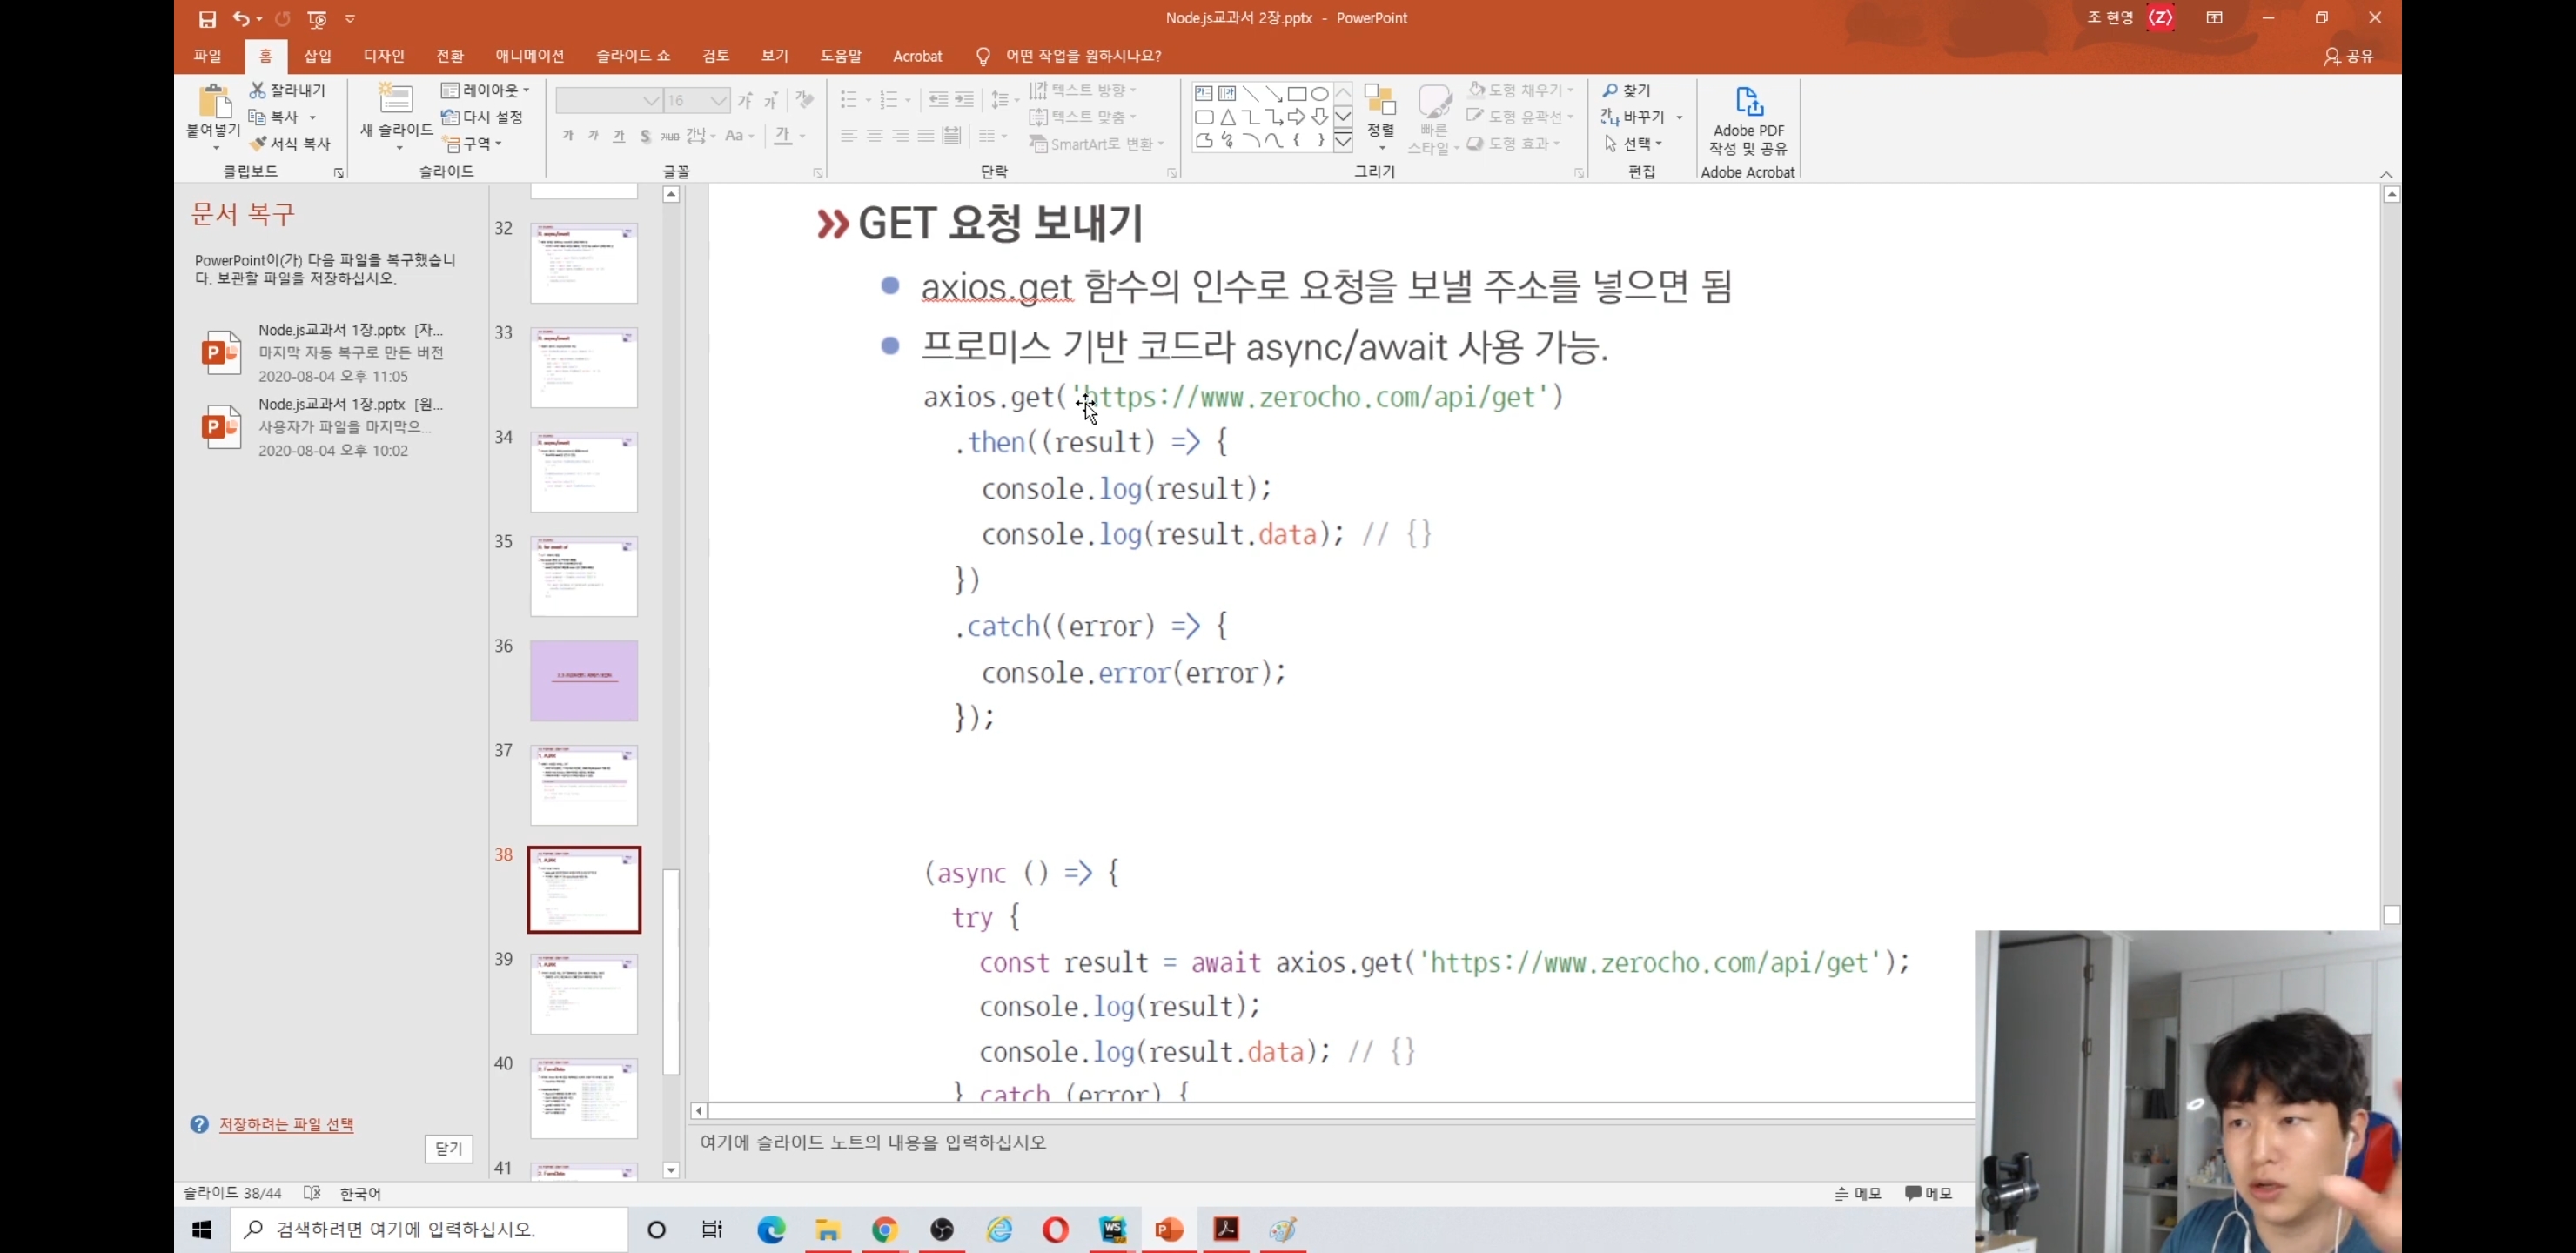 Node.js교과서 2장.pptx - PowerPoint
조 현영
파일 홈 삽입 디자인 전환 애니메이션 슬라이드 쇼 검토 보기 도움말 Acrobat 어떤 작업을 원하시나요? 공유
붙여넣기 잘라내기 복사 서식 복사 클립보드
새 슬라이드 레이아웃 다시 설정 구역 슬라이드
16
가 가 가 가 가 S 가나 Aa 가
글꼴
텍스트 방향
텍스트 맞춤
SmartArt로 변환
단락
정렬 빠른 스타일 도형 채우기 도형 윤곽선 도형 효과 그리기
찾기 바꾸기 선택 편집
Adobe PDF
작성 및 공유
Adobe Acrobat
문서 복구
PowerPoint이(가) 다음 파일을 복구했습니
다. 보관할 파일을 저장하십시오.
Node.js교과서 1장.pptx [자...
마지막 자동 복구로 만든 버전
2020-08-04 오후 11:05
Node.js교과서 1장.pptx [원...
사용자가 파일을 마지막으...
2020-08-04 오후 10:02
저장하려는 파일 선택
닫기
32
33
34
35
36
37
38
39
40
41
GET 요청 보내기
axios.get 함수의 인수로 요청을 보낼 주소를 넣으면 됨
프로미스 기반 코드라 async/await 사용 가능.
axios.get('https://www.zerocho.com/api/get')
.then((result) => {
console.log(result);
console.log(result.data); // {}
})
.catch((error) => {
console.error(error);
});
(async () => {
try {
const result = await axios.get('https://www.zerocho.com/api/get');
console.log(result);
console.log(result.data); // {}
} catch (error) {
여기에 슬라이드 노트의 내용을 입력하십시오
슬라이드 38/44 한국어 메모 메모
검색하려면 여기에 입력하십시오.